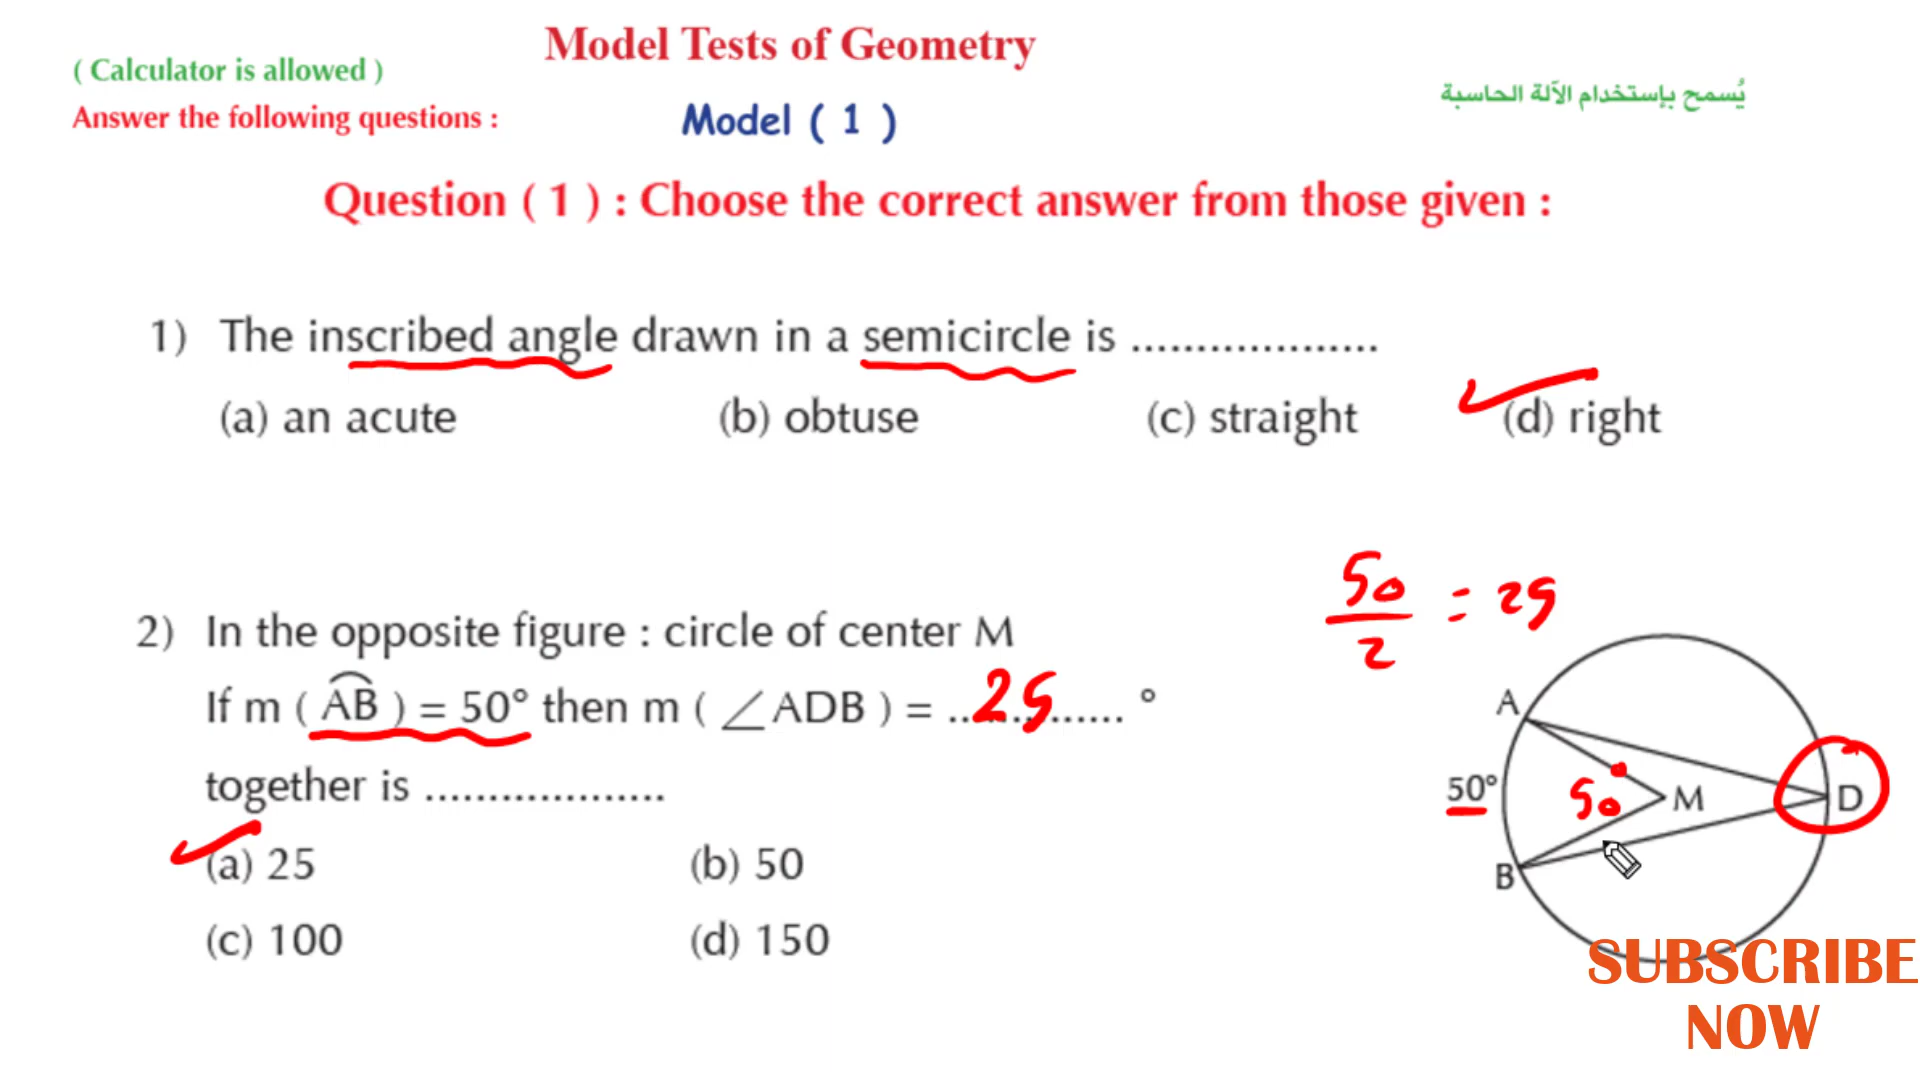 Model Tests of Geometry
( Calculator is allowed )
يُسمح بإستخدام الآلة الحاسبة
Answer the following questions :
Model ( 1 )
Question ( 1 ) : Choose the correct answer from those given :
1) The inscribed angle drawn in a semicircle is ...................
(a) an acute (b) obtuse (c) straight (d) right
50/2 = 25
2) In the opposite figure : circle of center M
If m ( AB ) = 50° then m ( ∠ADB ) = ... 25 ... °
together is ...................
(a) 25 (b) 50
(c) 100 (d) 150
A
50°
50
M
D
B
SUBSCRIBE
NOW